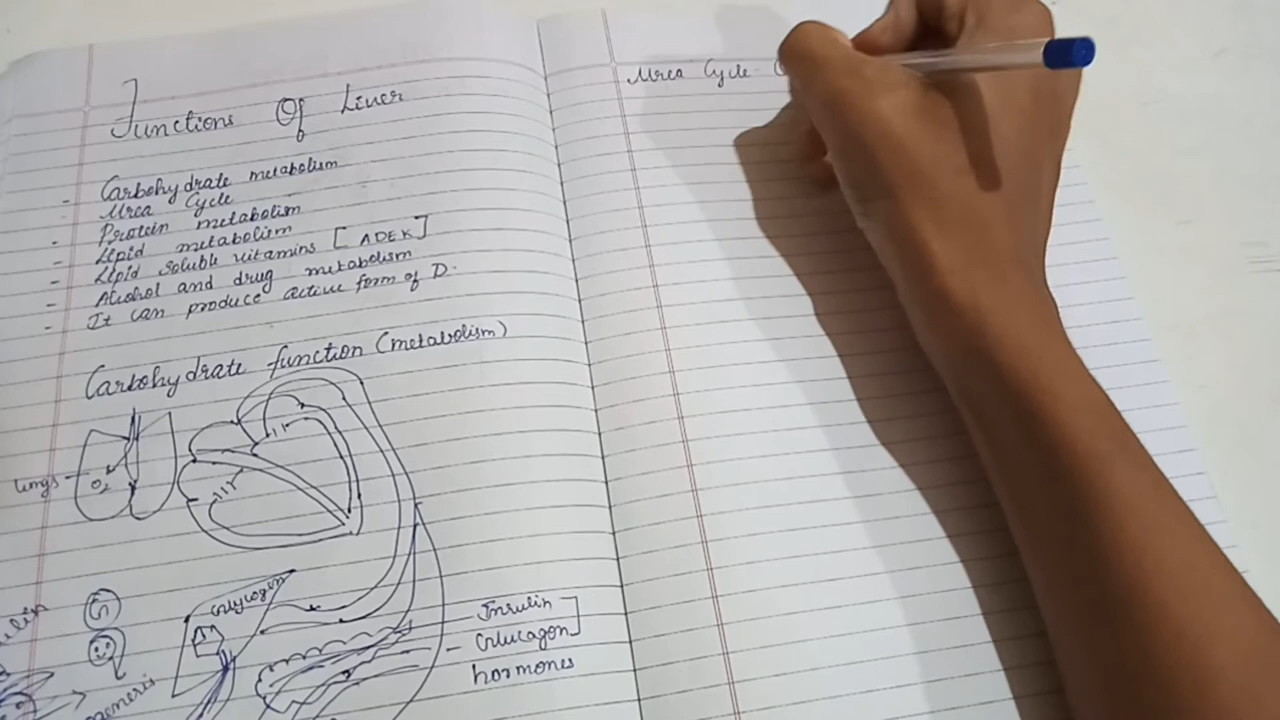 Functions Of Liver
- Carbohydrate metabolism
- Urea Cycle
- Protein metabolism
- Lipid metabolism
- Lipid soluble vitamins [ADEK]
- Alcohol and drug metabolism
- It can produce active form of D.
Carbohydrate function (metabolism)
lungs
O2
Glycogen
G
Insulin
Glucagon
hormones
Urea Cycle